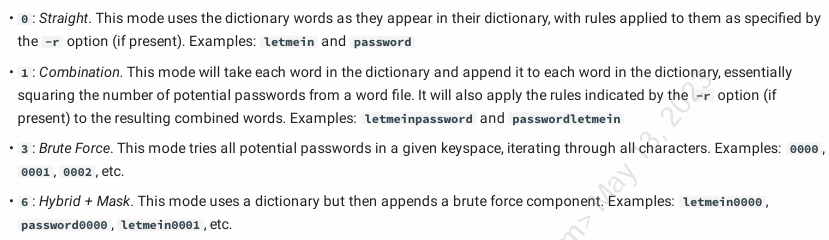 • 0 : Straight. This mode uses the dictionary words as they appear in their dictionary, with rules applied to them as specified by
the -r option (if present). Examples: letmein and password
• 1 : Combination. This mode will take each word in the dictionary and append it to each word in the dictionary, essentially
squaring the number of potential passwords from a word file. It will also apply the rules indicated by the -r option (if
present) to the resulting combined words. Examples: letmeinpassword and passwordletmein
• 3 : Brute Force. This mode tries all potential passwords in a given keyspace, iterating through all characters. Examples: 0000,
0001, 0002, etc.
• 6 : Hybrid + Mask. This mode uses a dictionary but then appends a brute force component. Examples: letmein0000,
password0000, letmein0001, etc.
m> May 13, 2023